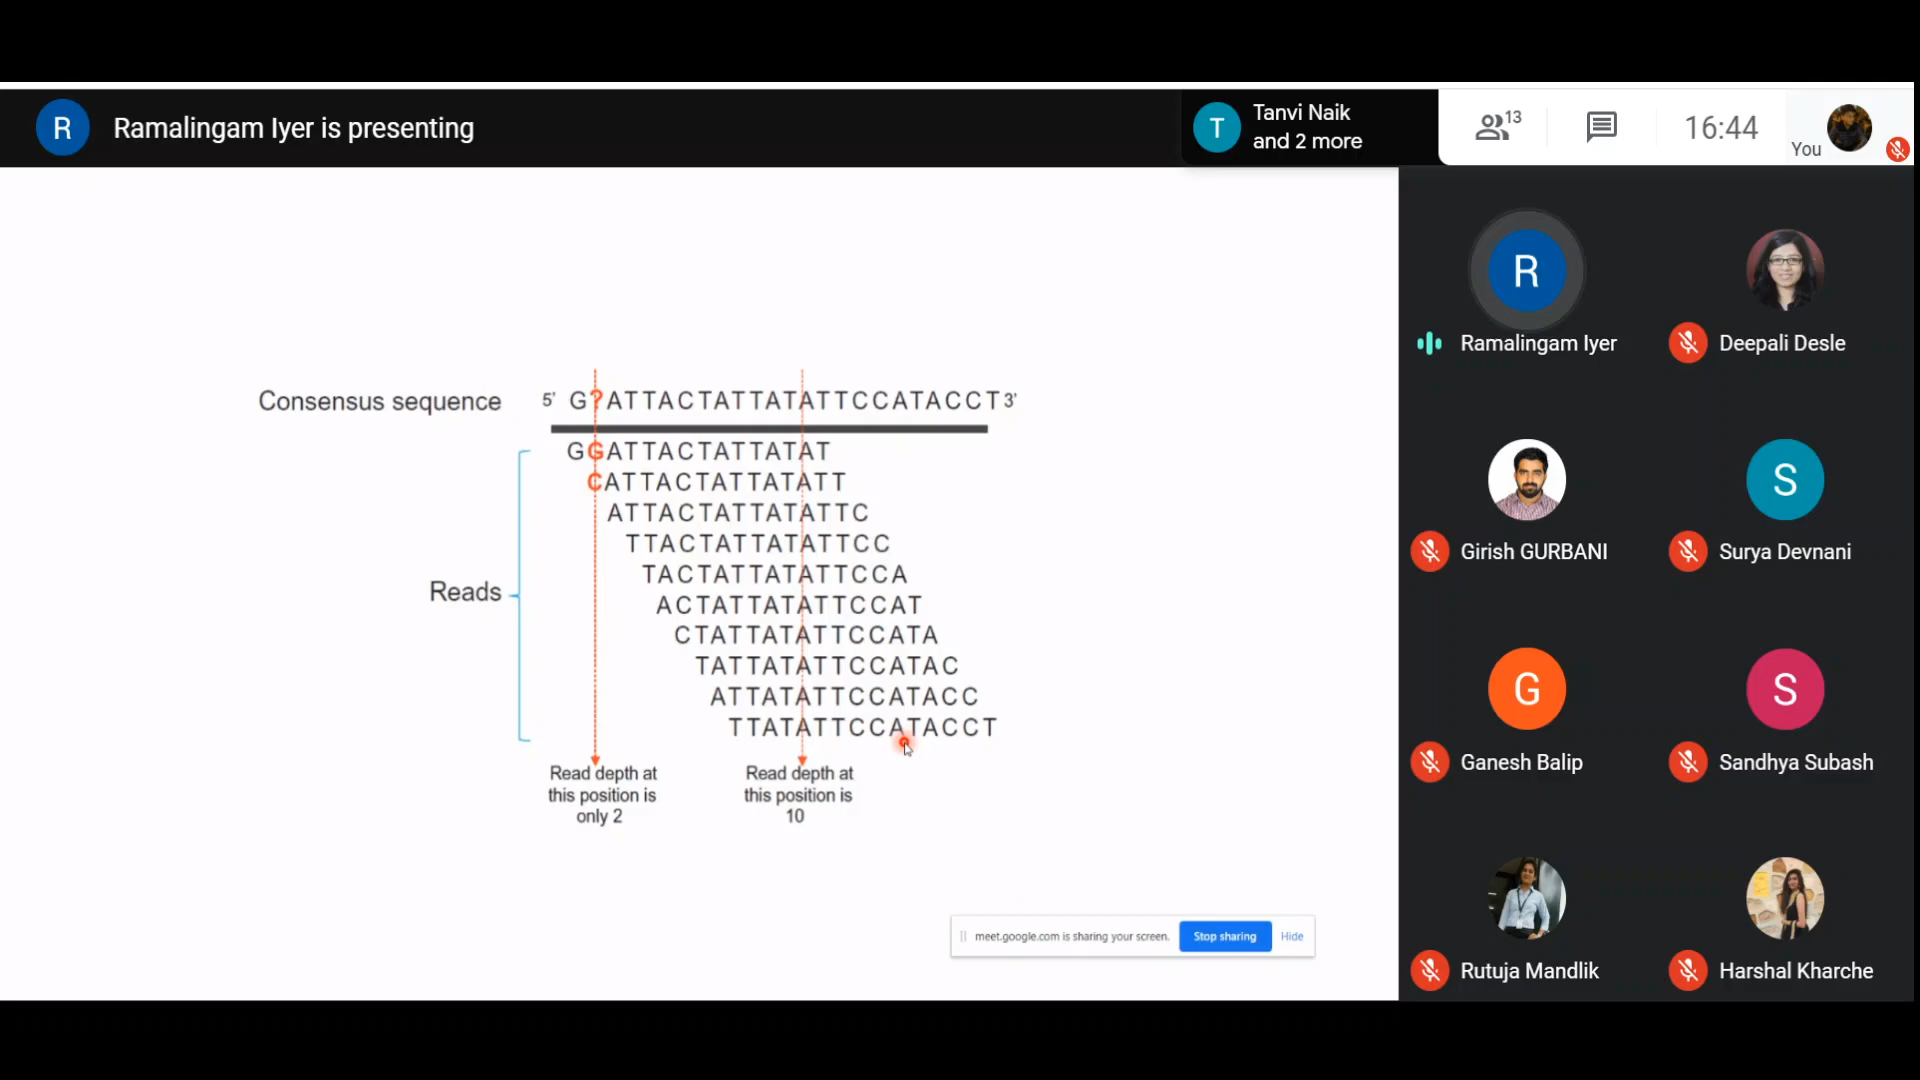 R Ramalingam Iyer is presenting
T Tanvi Naik
and 2 more
13
16:44
You
Consensus sequence 5' G?ATTACTATTATATTCCATACCT3'
GGATTACTATTATAT
CATTACTATTATATT
ATTACTATTATATTC
TTACTATTATATTCC
TACTATTATATTCCA
ACTATTATATTCCAT
Reads
CTATTATATTCCATA
TATTATATTCCATAC
ATTATATTCCATACC
TTATATTCCATACCT
Read depth at
this position is
only 2
Read depth at
this position is
10
meet.google.com is sharing your screen. Stop sharing Hide
R
Ramalingam Iyer
Deepali Desle
Girish GURBANI
S
Surya Devnani
G
Ganesh Balip
S
Sandhya Subash
Rutuja Mandlik
Harshal Kharche